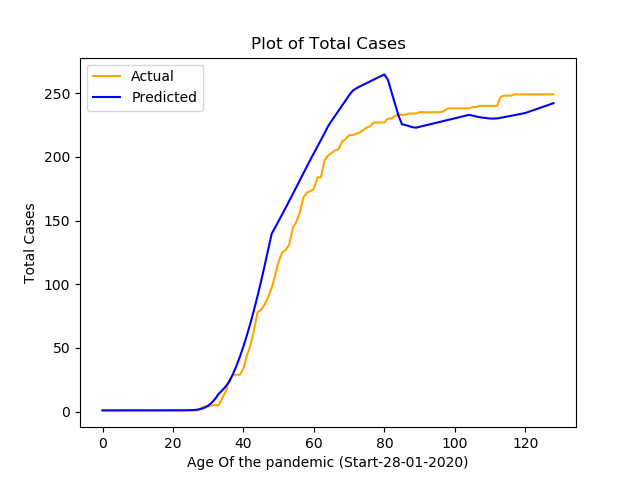 Plot of Total Cases
Actual
Predicted
250
200
150
100
50
0
Total Cases
0 20 40 60 80 100 120
Age Of the pandemic (Start-28-01-2020)